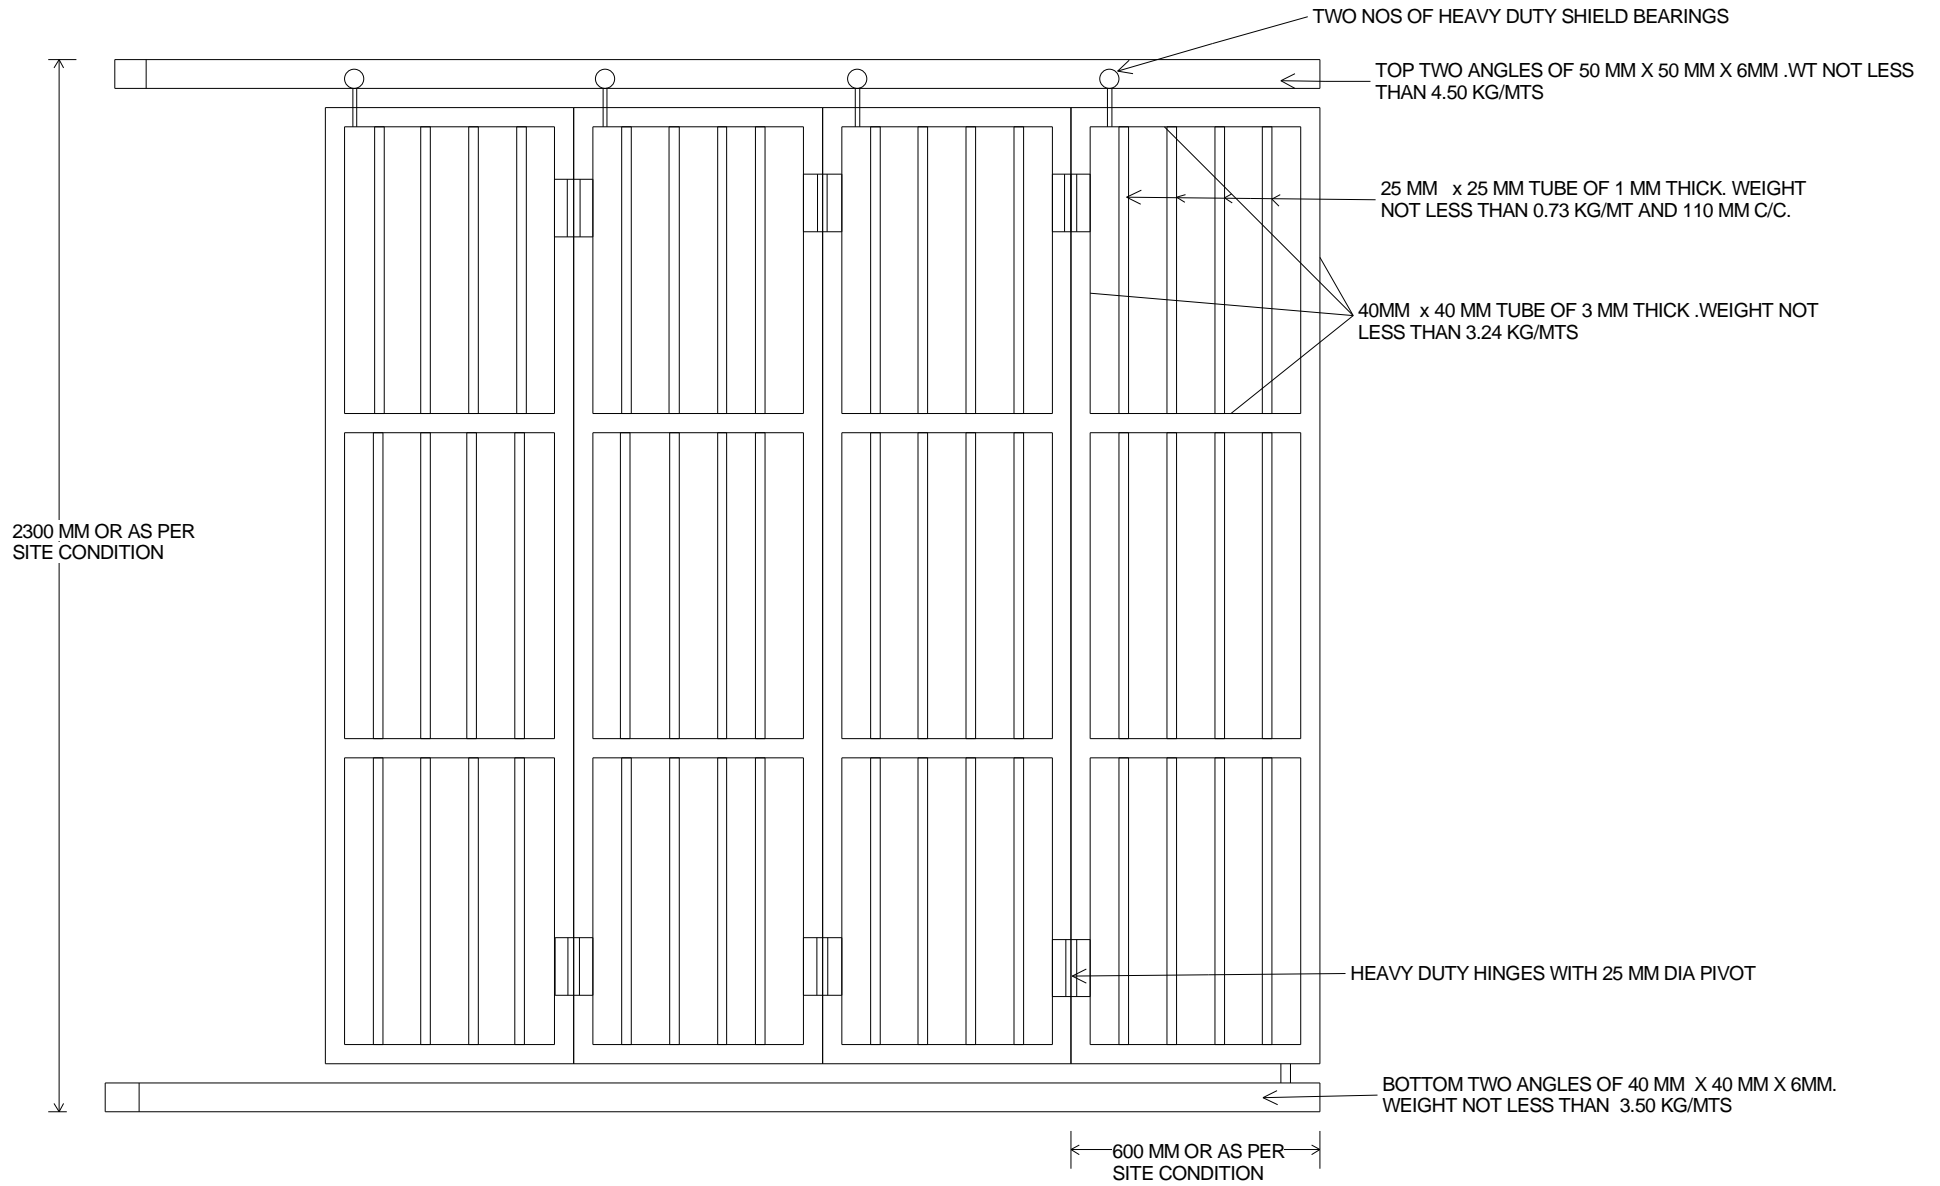 TWO NOS OF HEAVY DUTY SHIELD BEARINGS
TOP TWO ANGLES OF 50 MM X 50 MM X 6MM .WT NOT LESS
THAN 4.50 KG/MTS
25 MM x 25 MM TUBE OF 1 MM THICK. WEIGHT
NOT LESS THAN 0.73 KG/MT AND 110 MM C/C.
40MM x 40 MM TUBE OF 3 MM THICK .WEIGHT NOT
LESS THAN 3.24 KG/MTS
2300 MM OR AS PER
SITE CONDITION
HEAVY DUTY HINGES WITH 25 MM DIA PIVOT
BOTTOM TWO ANGLES OF 40 MM X 40 MM X 6MM.
WEIGHT NOT LESS THAN 3.50 KG/MTS
600 MM OR AS PER
SITE CONDITION